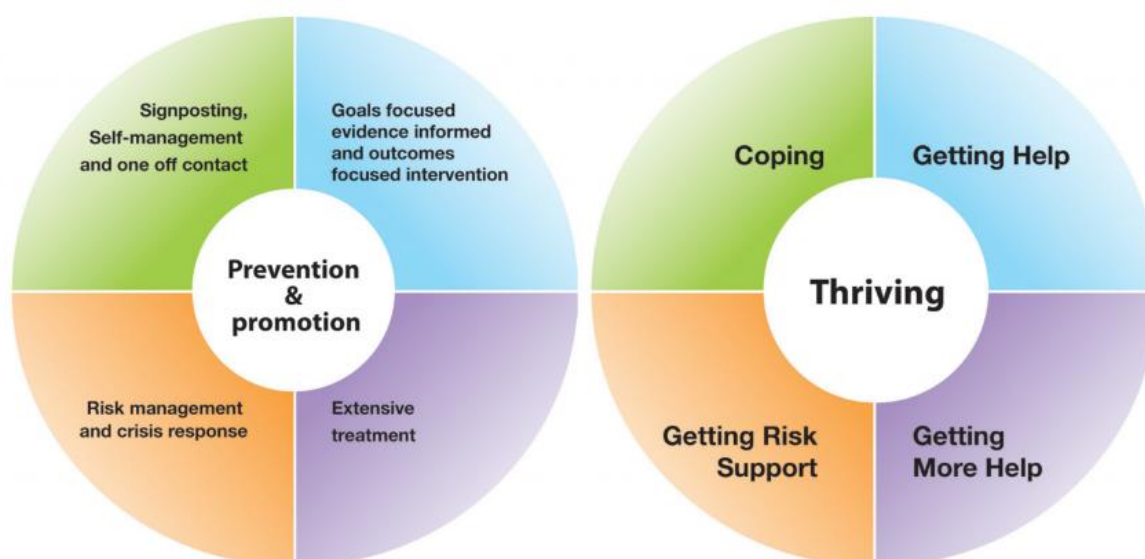 Signposting,
Self-management
and one off contact
Goals focused
evidence informed
and outcomes
focused intervention
Prevention
&
promotion
Risk management
and crisis response
Extensive
treatment
Coping
Getting Help
Thriving
Getting Risk
Support
Getting
More Help